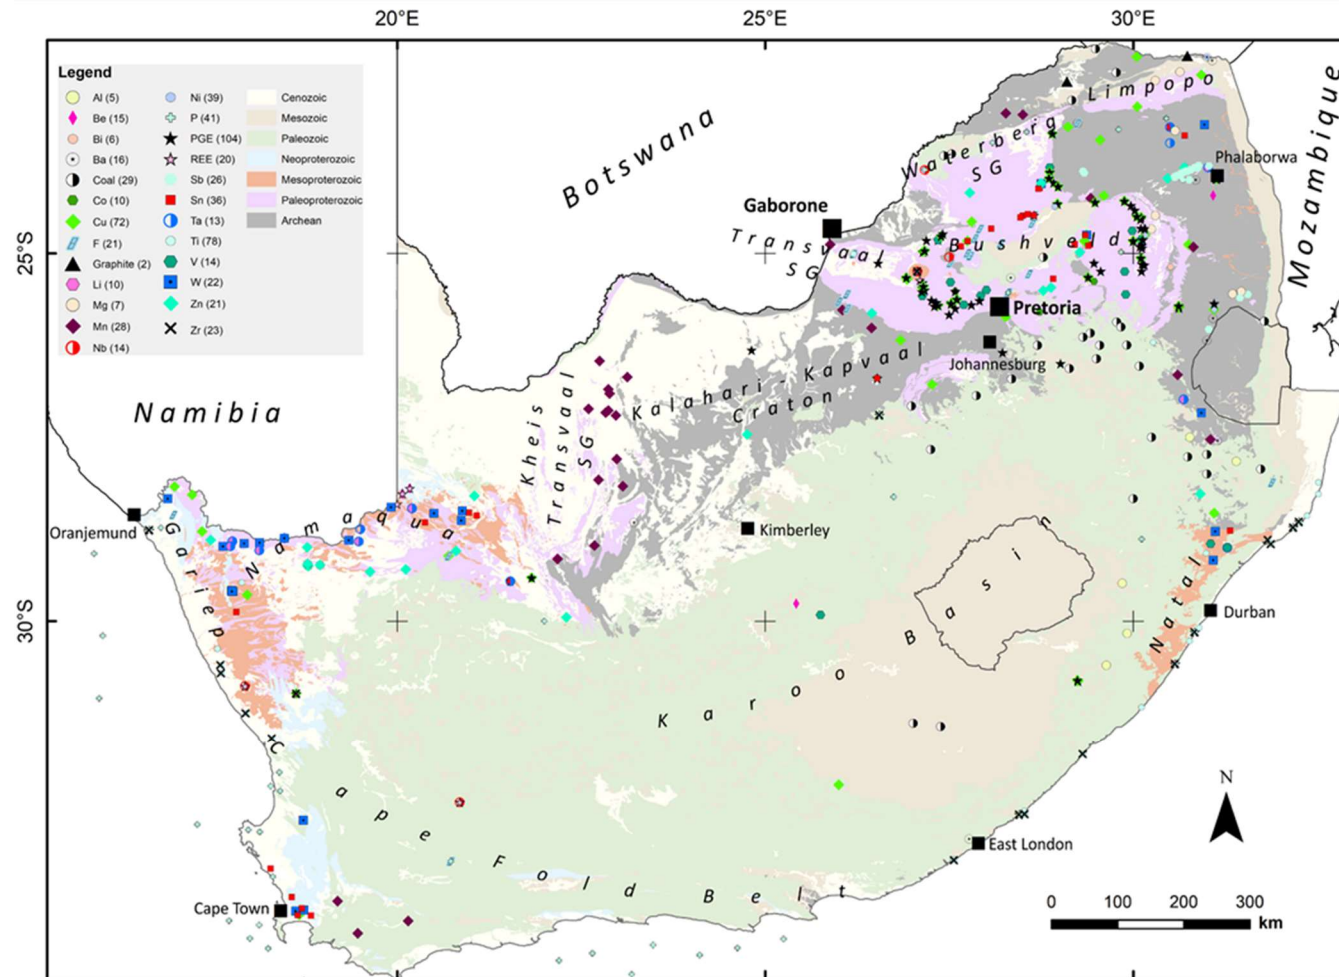 20°E 25°E 30°E
Legend
Al (5)
Be (15)
Bi (6)
Ba (16)
Coal (29)
Co (10)
Cu (72)
F (21)
Graphite (2)
Li (10)
Mg (7)
Mn (28)
Nb (14)
Ni (39)
P (41)
PGE (104)
REE (20)
Sb (26)
Sn (36)
Ta (13)
Ti (78)
V (14)
W (22)
Zn (21)
Zr (23)
Cenozoic
Mesozoic
Paleozoic
Neoproterozoic
Mesoproterozoic
Paleoproterozoic
Archean
Botswana
Limpopo
Waterberg
SG
Phalaborwa
Mozambique
Gaborone
Transvaal
SG
Bushveld
25°S
Pretoria
Johannesburg
Kalahari - Kapvaal
Craton
Namibia
Kheis
Transvaal
SG
Oranjemund
Namaqua
Gariep
Kimberley
30°S
Natal
Durban
Karoo Basin
Cape Fold Belt
East London
Cape Town
N
0 100 200 300
km